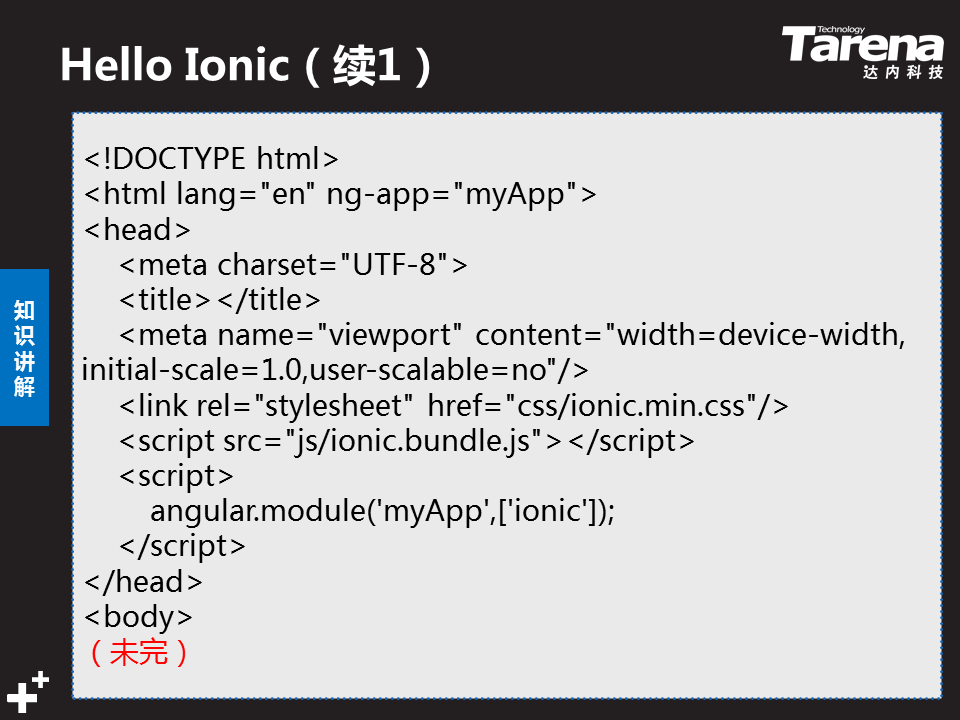 Hello Ionic（续1）
Technology
Tarena
达内科技
知识讲解
<!DOCTYPE html>
<html lang="en" ng-app="myApp">
<head>
    <meta charset="UTF-8">
    <title></title>
    <meta name="viewport" content="width=device-width,
initial-scale=1.0,user-scalable=no"/>
    <link rel="stylesheet" href="css/ionic.min.css"/>
    <script src="js/ionic.bundle.js"></script>
    <script>
        angular.module('myApp',['ionic']);
    </script>
</head>
<body>
（未完）